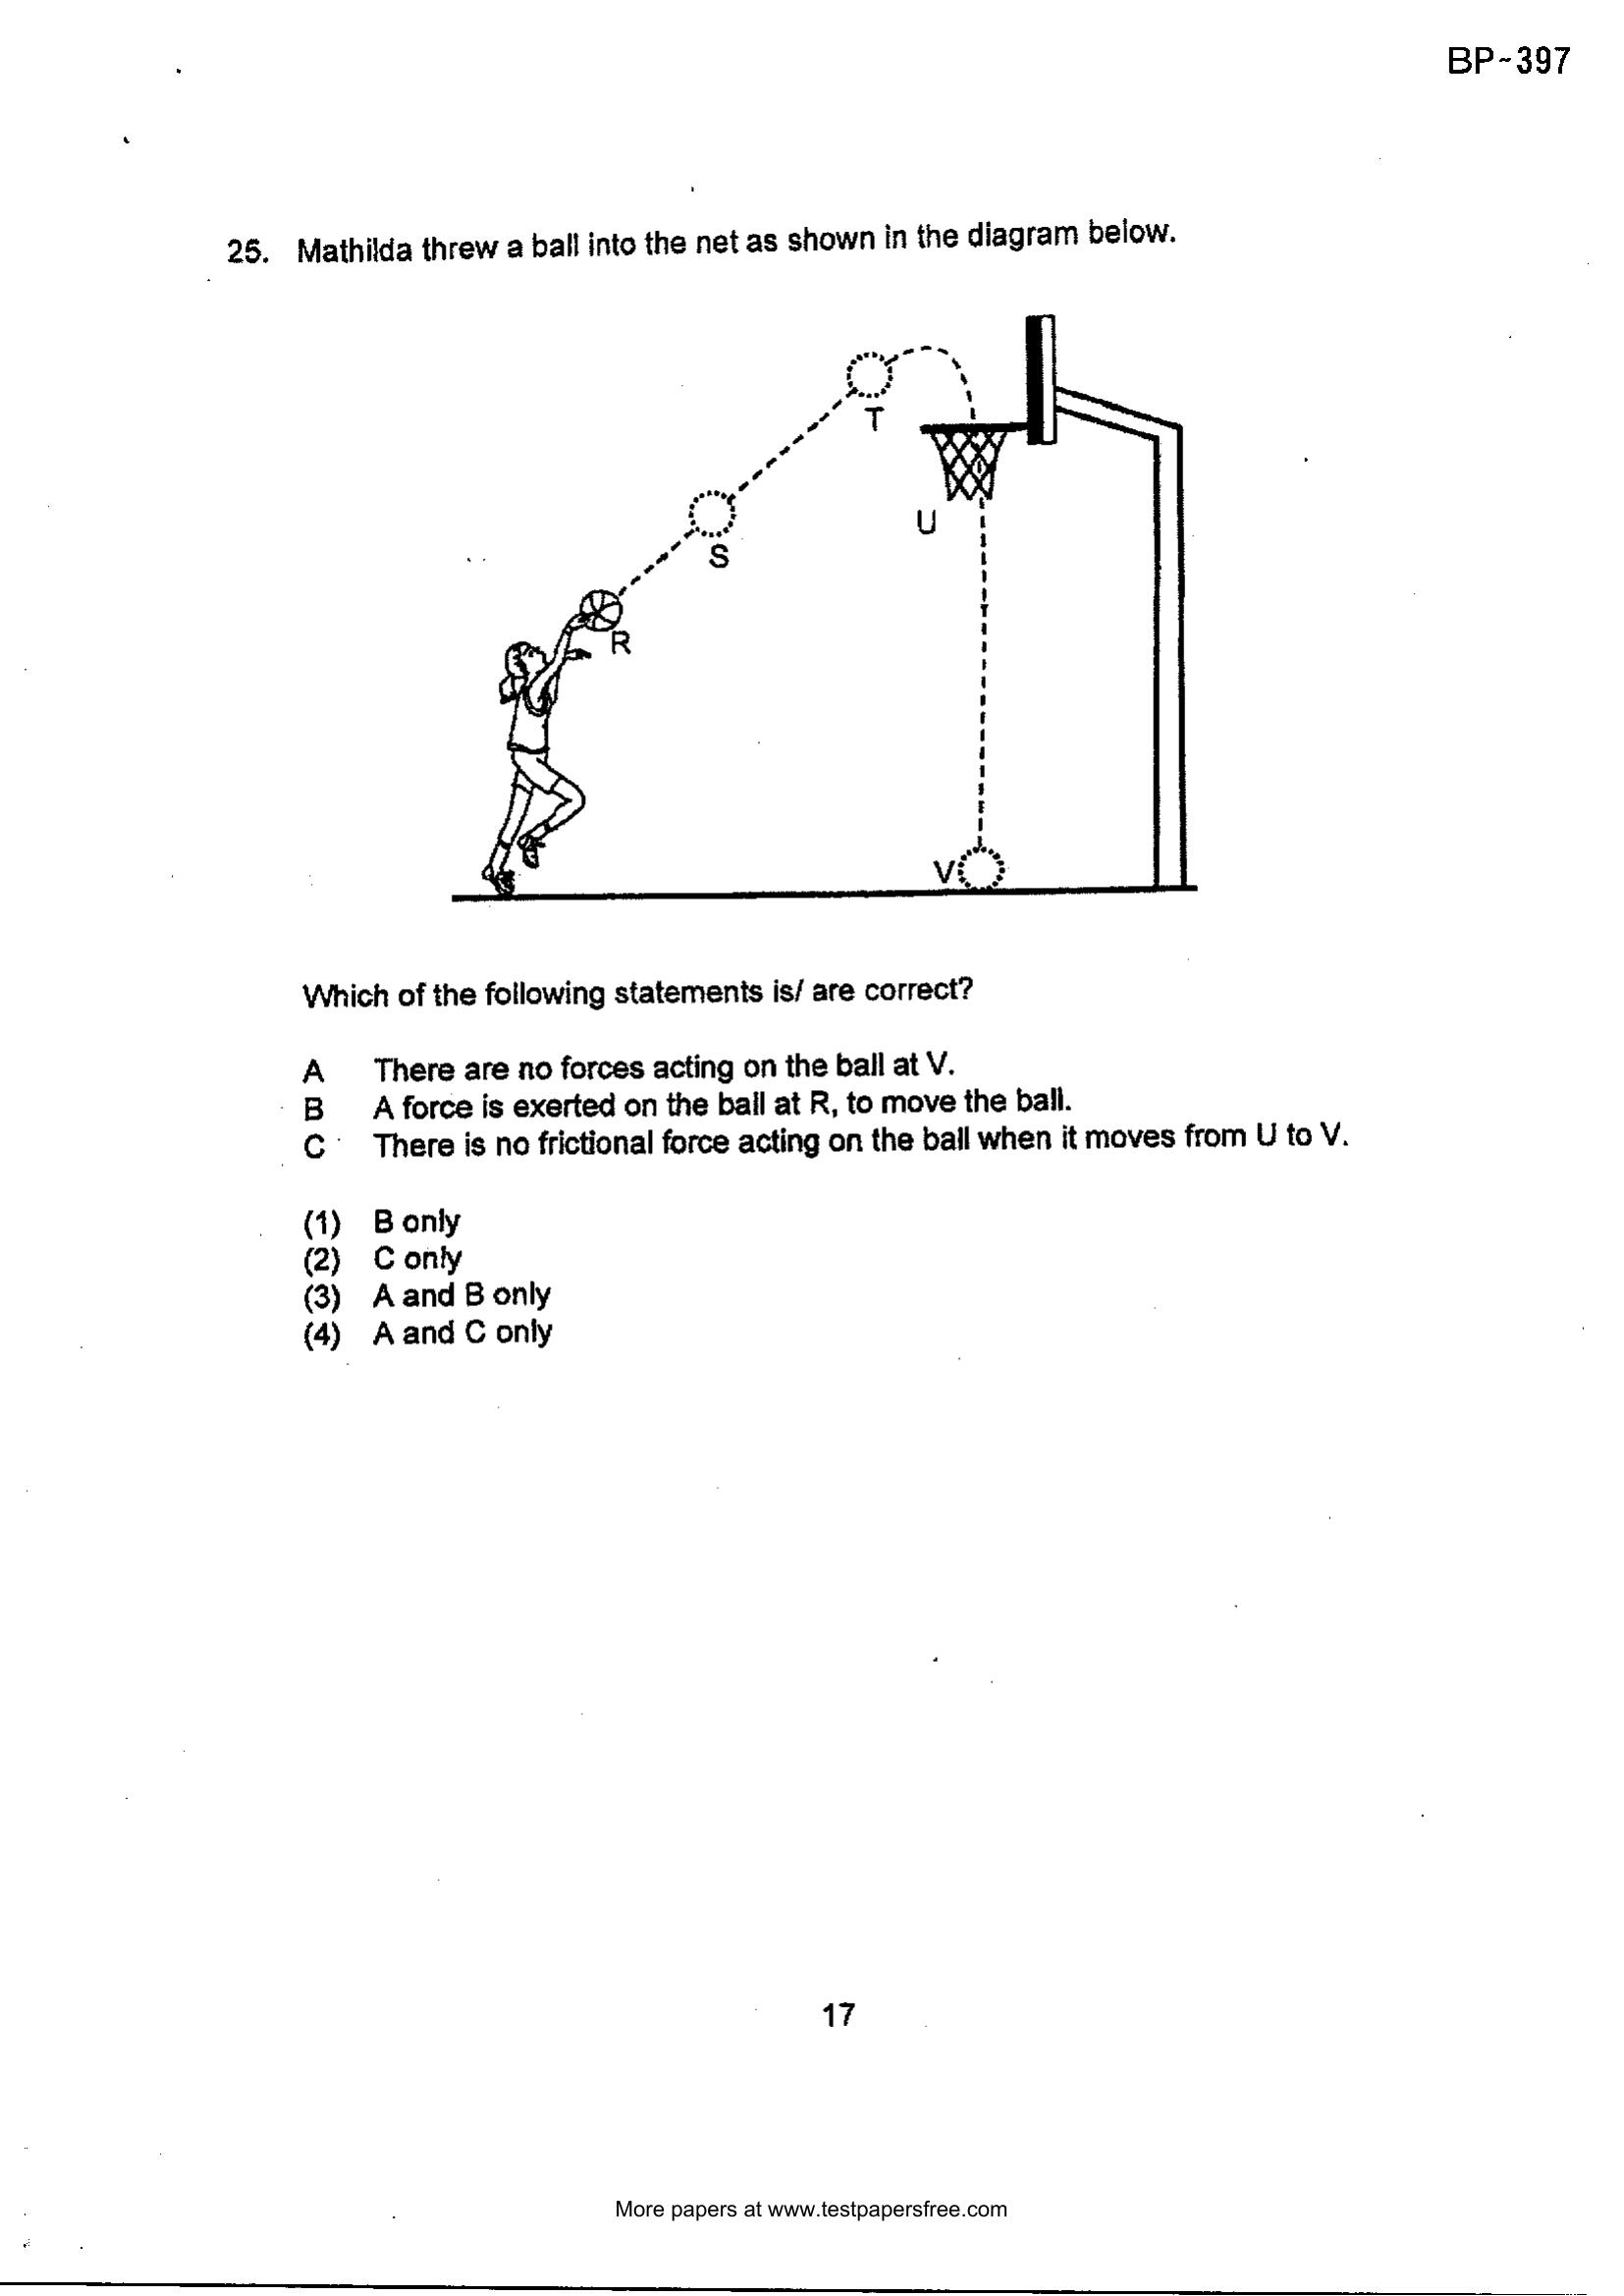 BP~397
25. Mathilda threw a ball into the net as shown in the diagram below.
T
U
S
R
V
Which of the following statements is/ are correct?
A There are no forces acting on the ball at V.
B A force is exerted on the ball at R, to move the ball.
C There is no frictional force acting on the ball when it moves from U to V.
(1) B only
(2) C only
(3) A and B only
(4) A and C only
17
More papers at www.testpapersfree.com